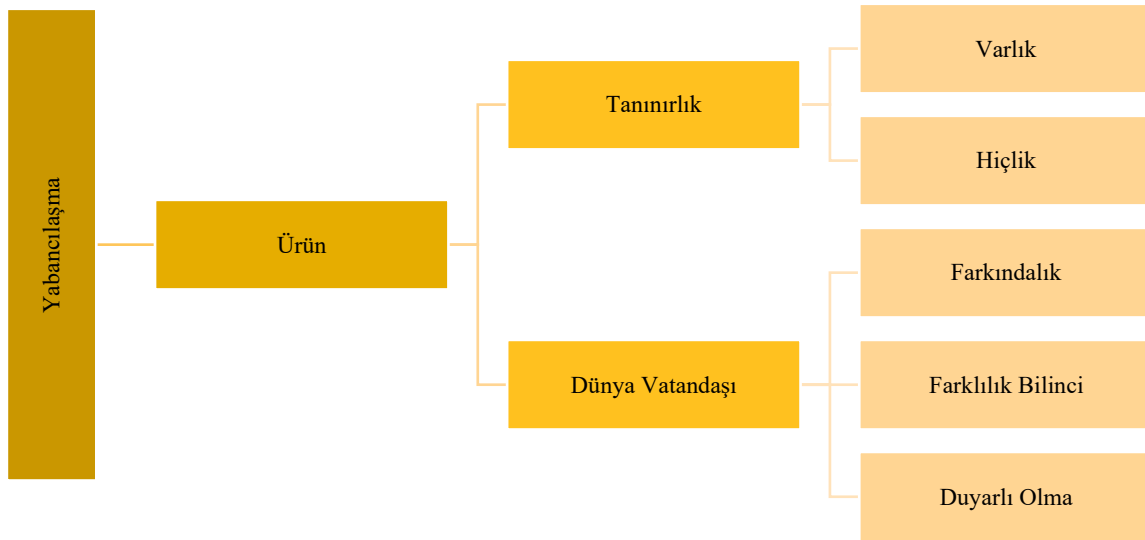 Yabancılaşma
Ürün
Tanınırlık
Varlık
Hiçlik
Dünya Vatandaşı
Farkındalık
Farklılık Bilinci
Duyarlı Olma